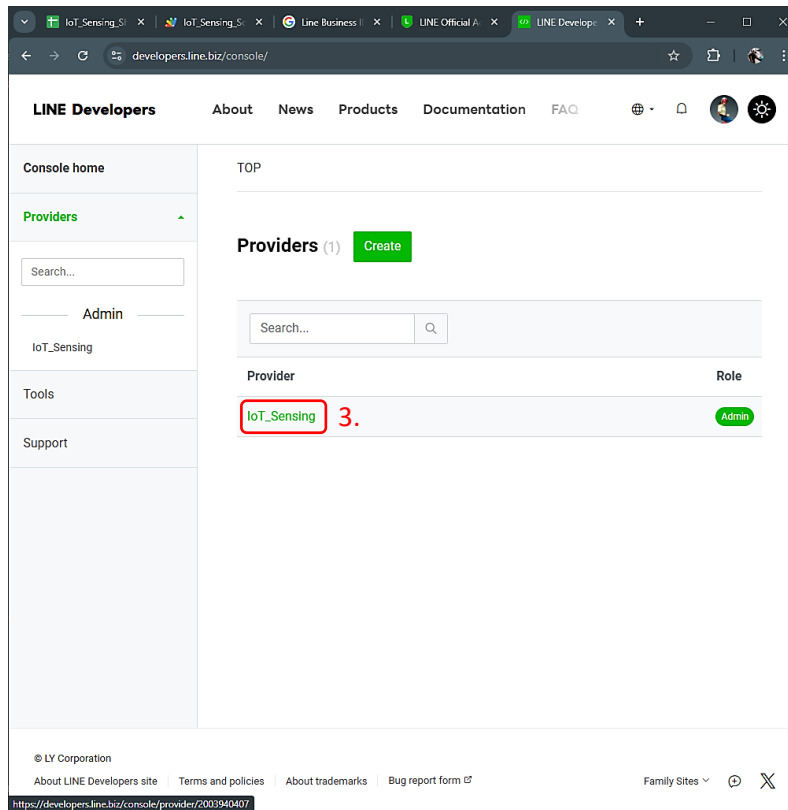 IoT_Sensing_S
IoT_Sensing_Sc
Line Business I
LINE Official A
LINE Develope
developers.line.biz/console/
LINE Developers
About
News
Products
Documentation
FAQ
Console home
TOP
Providers
Providers (1)
Create
Search...
Admin
Search...
IoT_Sensing
Provider
Role
Tools
IoT_Sensing
3.
Admin
Support
© LY Corporation
About LINE Developers site
Terms and policies
About trademarks
Bug report form
Family Sites
https://developers.line.biz/console/provider/2003940407